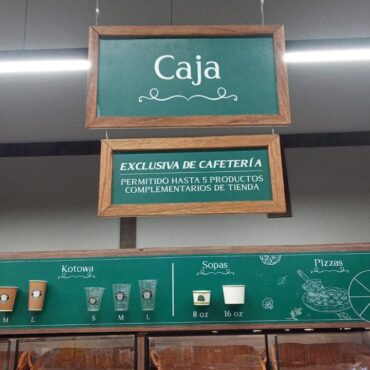 Caja
EXCLUSIVA DE CAFETERÍA
PERMITIDO HASTA 5 PRODUCTOS
COMPLEMENTARIOS DE TIENDA
Kotowa
Sopas
Pizzas
M L
S M L
8 oz 16 oz